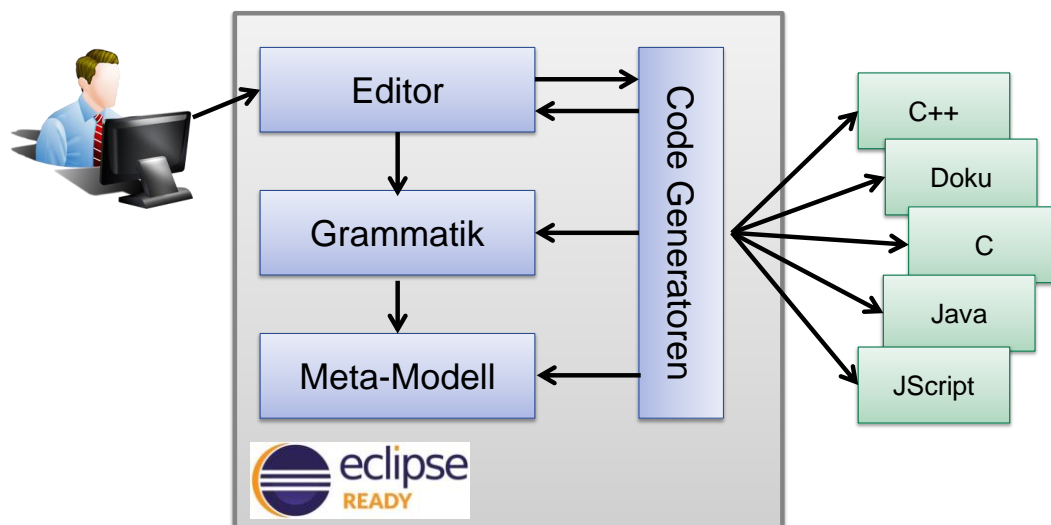 Editor
Grammatik
Meta-Modell
Code Generatoren
C++
Doku
C
Java
JScript
eclipse
READY